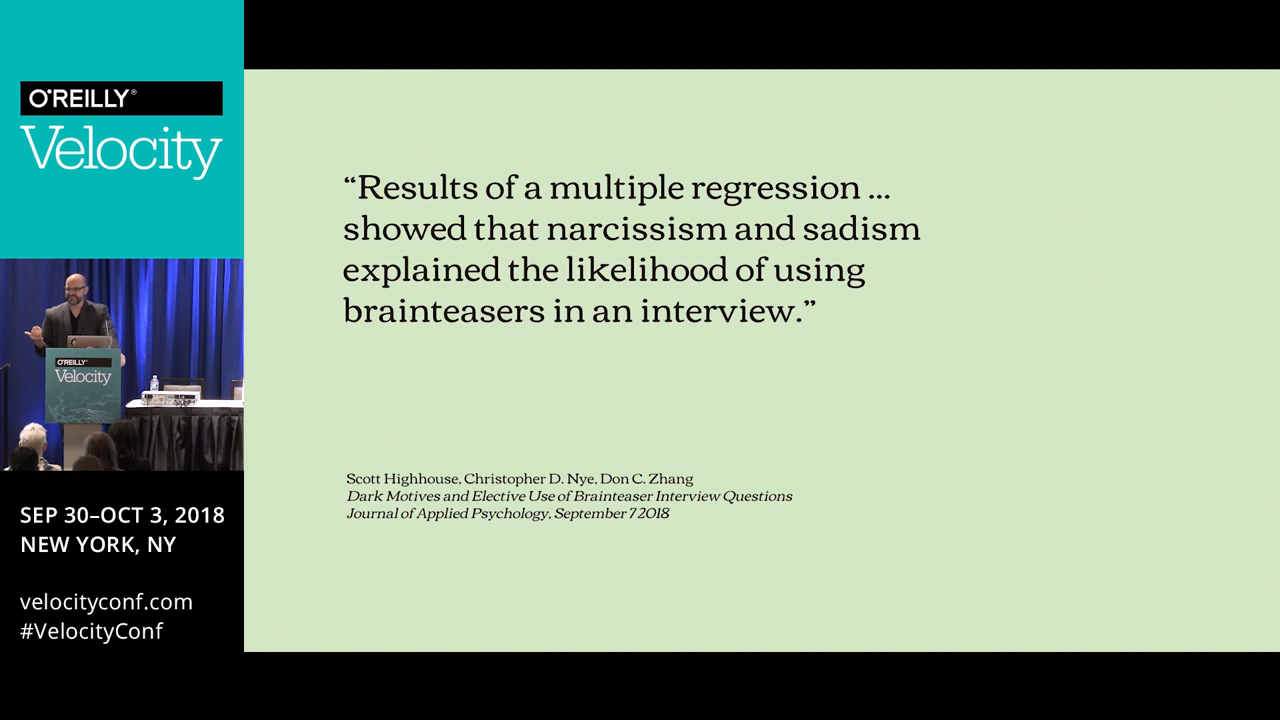 O'REILLY®
Velocity
O'REILLY®
Velocity
SEP 30–OCT 3, 2018
NEW YORK, NY
velocityconf.com
#VelocityConf
“Results of a multiple regression ...
showed that narcissism and sadism
explained the likelihood of using
brainteasers in an interview.”
Scott Highhouse, Christopher D. Nye, Don C. Zhang
Dark Motives and Elective Use of Brainteaser Interview Questions
Journal of Applied Psychology, September 7 2018